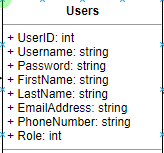 Users
+ UserID: int
+ Username: string
+ Password: string
+ FirstName: string
+ LastName: string
+ EmailAddress: string
+ PhoneNumber: string
+ Role: int